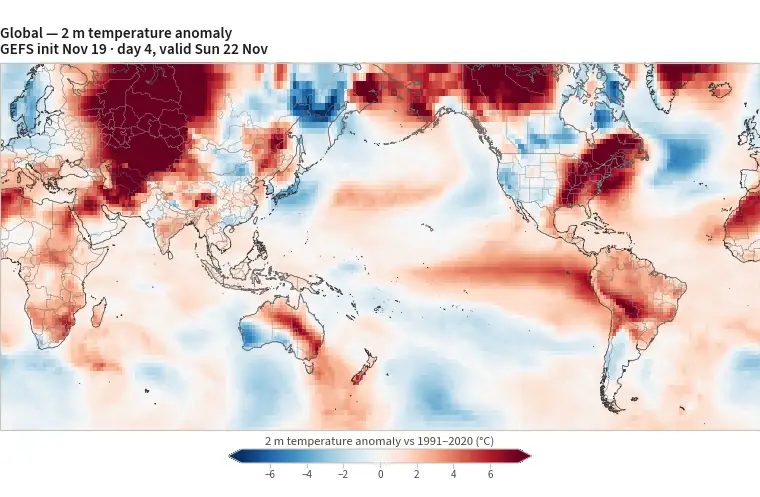 Global — 2 m temperature anomaly
GEFS init Nov 19 · day 4, valid Sun 22 Nov
2 m temperature anomaly vs 1991–2020 (°C)
−6 −4 −2 0 2 4 6